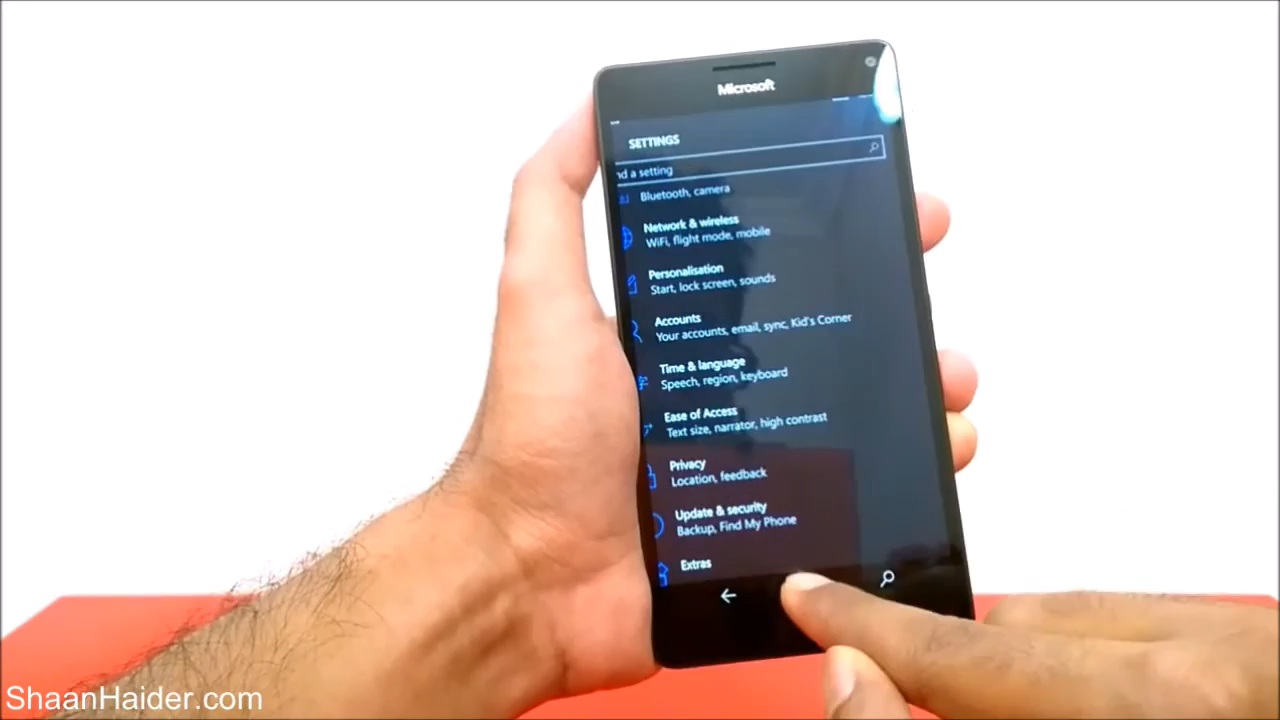 Microsoft
SETTINGS
nd a setting
Bluetooth, camera
Network & wireless
WiFi, flight mode, mobile
Personalisation
Start, lock screen, sounds
Accounts
Your accounts, email, sync, Kid's Corner
Time & language
Speech, region, keyboard
Ease of Access
Text size, narrator, high contrast
Privacy
Location, feedback
Update & security
Backup, Find My Phone
Extras
ShaanHaider.com